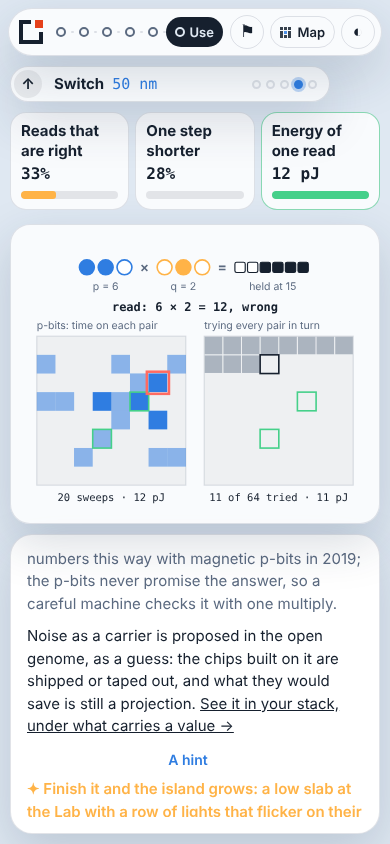 Use
Map
Switch 50 nm
Reads that are right
33%
One step shorter
28%
Energy of one read
12 pJ
× =
p = 6 q = 2 held at 15
read: 6 × 2 = 12, wrong
p-bits: time on each pair
trying every pair in turn
20 sweeps · 12 pJ
11 of 64 tried · 11 pJ
numbers this way with magnetic p-bits in 2019;
the p-bits never promise the answer, so a
careful machine checks it with one multiply.
Noise as a carrier is proposed in the open
genome, as a guess: the chips built on it are
shipped or taped out, and what they would
save is still a projection. See it in your stack,
under what carries a value →
A hint
✦ Finish it and the island grows: a low slab at
the Lab with a row of lights that flicker on their